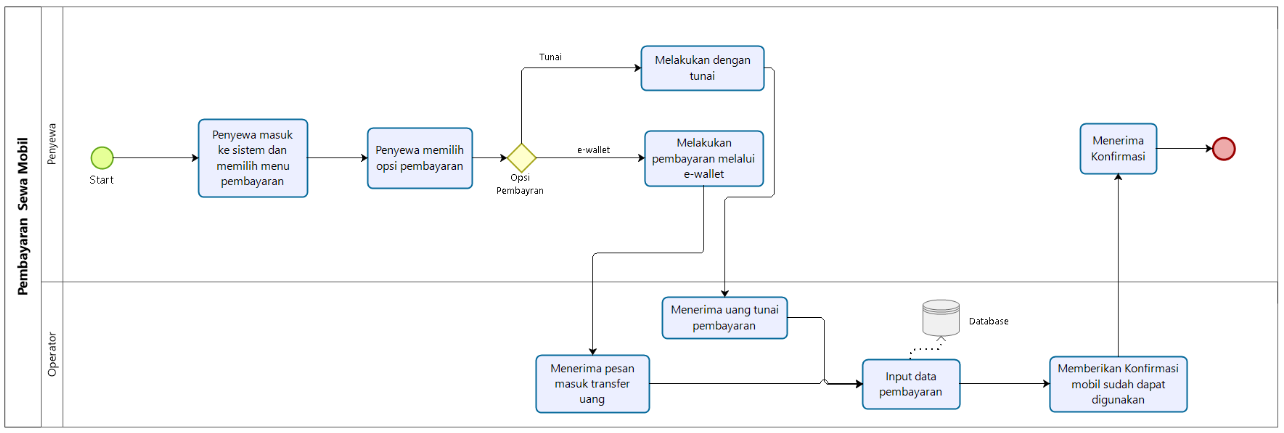 Pembayaran Sewa Mobil
Penyewa
Start
Penyewa masuk
ke sistem dan
memilih menu
pembayaran
Penyewa memilih
opsi pembayaran
Opsi
Pembayran
Tunai
e-wallet
Melakukan dengan
tunai
Melakukan
pembayaran melalui
e-wallet
Menerima
Konfirmasi
Operator
Menerima uang tunai
pembayaran
Menerima pesan
masuk transfer
uang
Database
Input data
pembayaran
Memberikan Konfirmasi
mobil sudah dapat
digunakan